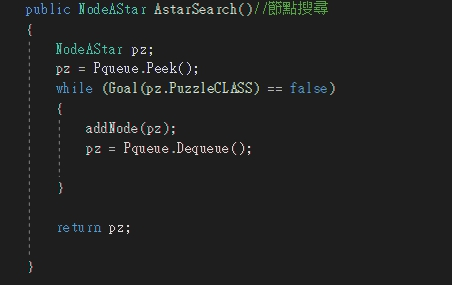 public NodeAStar AstarSearch()//節點搜尋
{
NodeAStar pz;
pz = Pqueue.Peek();
while (Goal(pz.PuzzleCLASS) == false)
{
addNode(pz);
pz = Pqueue.Dequeue();
}
return pz;
}